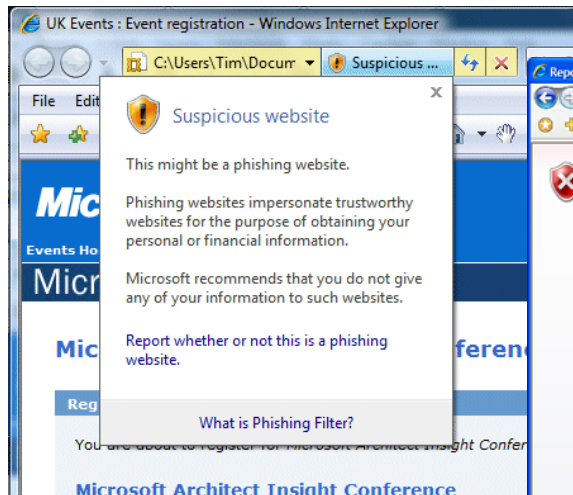 UK Events : Event registration - Windows Internet Explorer
C:\Users\Tim\Docum
Suspicious ...
Repo
File Edit
Suspicious website
x
This might be a phishing website.
Phishing websites impersonate trustworthy
websites for the purpose of obtaining your
personal or financial information.
Microsoft recommends that you do not give
any of your information to such websites.
Report whether or not this is a phishing
website.
What is Phishing Filter?
Mic
Events Ho
Micr
Mic feren
Reg
You are about to register for Microsoft Architect Insight Confer
Microsoft Architect Insight Conference